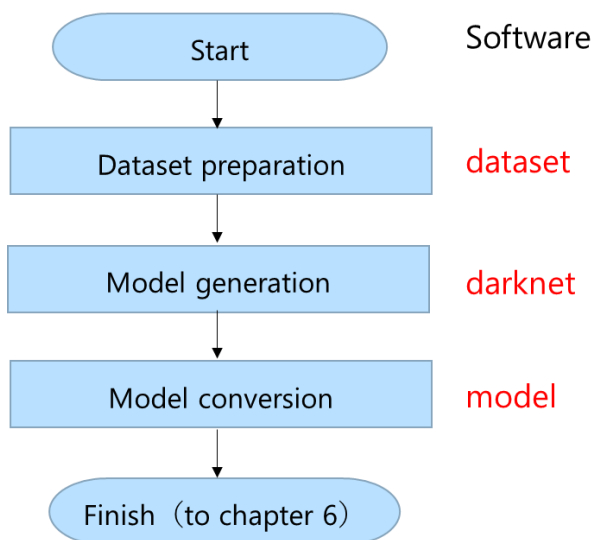 Start
Software
Dataset preparation
dataset
Model generation
darknet
Model conversion
model
Finish（to chapter 6）